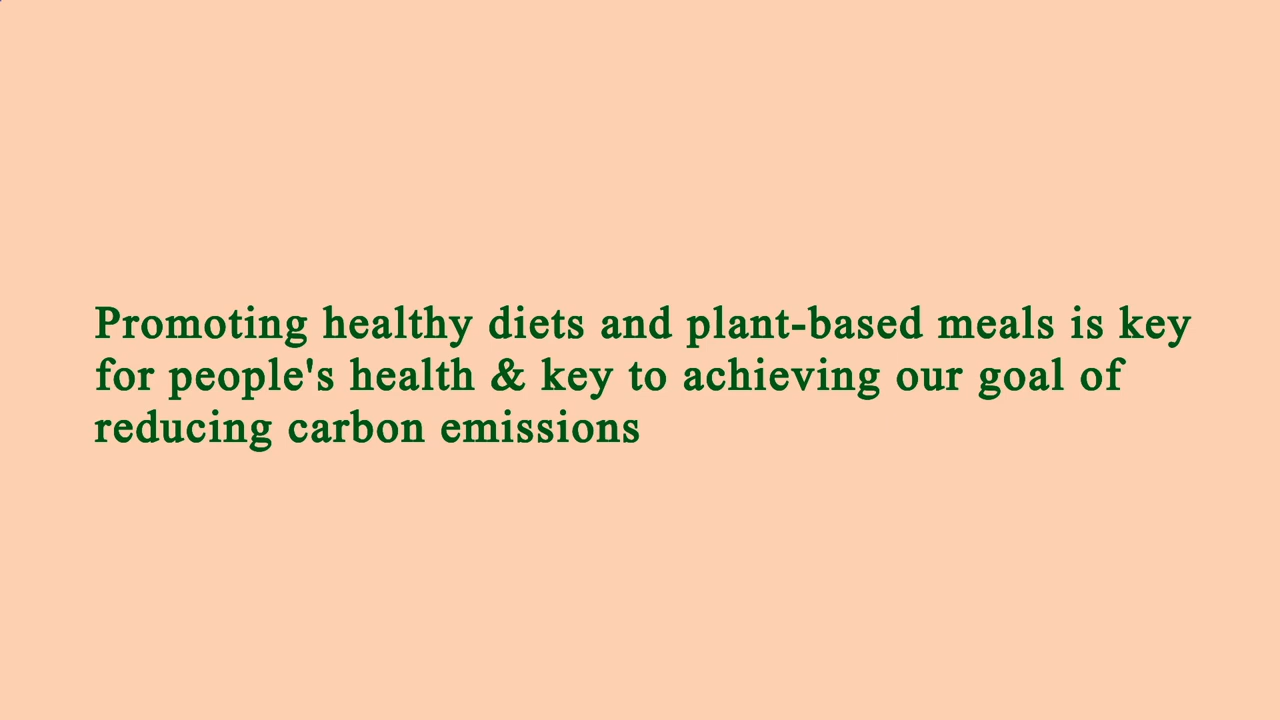 Promoting healthy diets and plant-based meals is key
for people's health & key to achieving our goal of
reducing carbon emissions